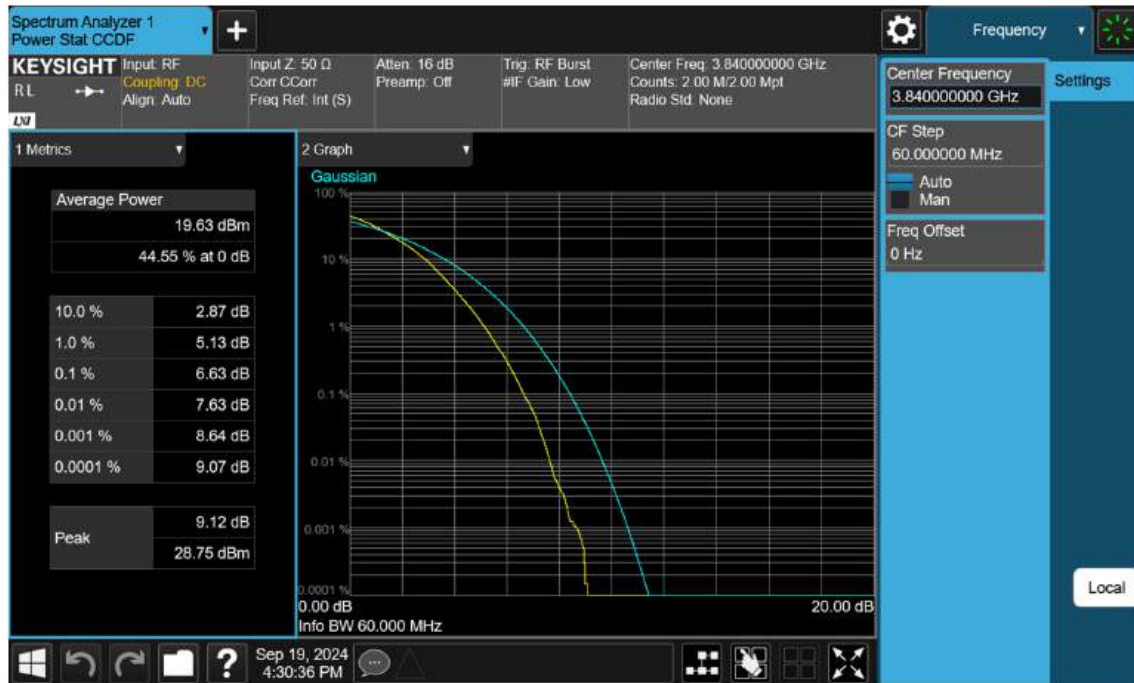 Spectrum Analyzer 1
Power Stat CCDF
Frequency
KEYSIGHT
R L
LXI
Input: RF
Coupling: DC
Align: Auto
Input Z: 50 Ω
Corr CCorr
Freq Ref: Int (S)
Atten: 16 dB
Preamp: Off
Trig: RF Burst
#IF Gain: Low
Center Freq: 3.840000000 GHz
Counts: 2.00 M/2.00 Mpt
Radio Std: None
Center Frequency
3.840000000 GHz
Settings
CF Step
60.000000 MHz
Auto
Man
Freq Offset
0 Hz
1 Metrics
Average Power
19.63 dBm
44.55 % at 0 dB
10.0 % 2.87 dB
1.0 % 5.13 dB
0.1 % 6.63 dB
0.01 % 7.63 dB
0.001 % 8.64 dB
0.0001 % 9.07 dB
Peak
9.12 dB
28.75 dBm
2 Graph
Gaussian
100 %
10 %
1 %
0.1 %
0.01 %
0.001 %
0.0001 %
0.00 dB 20.00 dB
Info BW 60.000 MHz
Local
?
Sep 19, 2024
4:30:36 PM